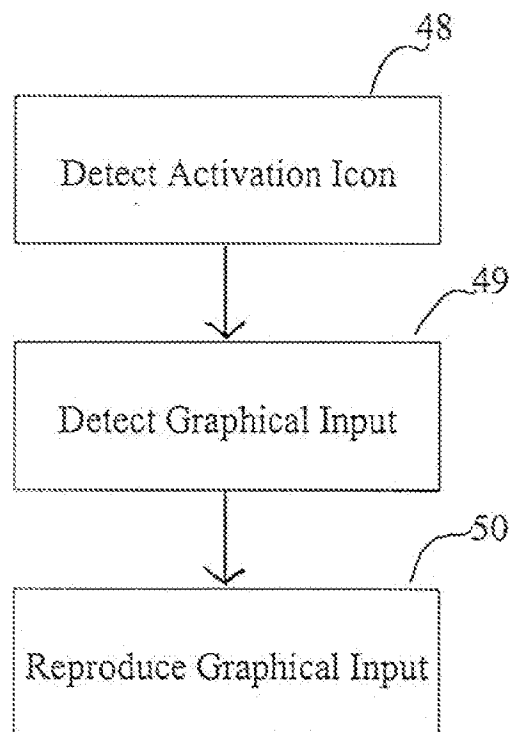 48
Detect Activation Icon
49
Detect Graphical Input
50
Reproduce Graphical Input